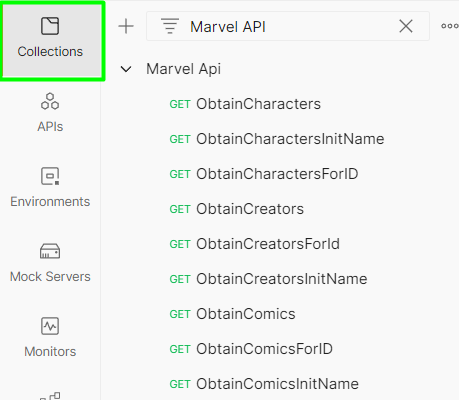 Collections
APIs
Environments
Mock Servers
Monitors
Marvel API
Marvel Api
GET ObtainCharacters
GET ObtainCharactersInitName
GET ObtainCharactersForID
GET ObtainCreators
GET ObtainCreatorsForId
GET ObtainCreatorsInitName
GET ObtainComics
GET ObtainComicsForID
GET ObtainComicsInitName